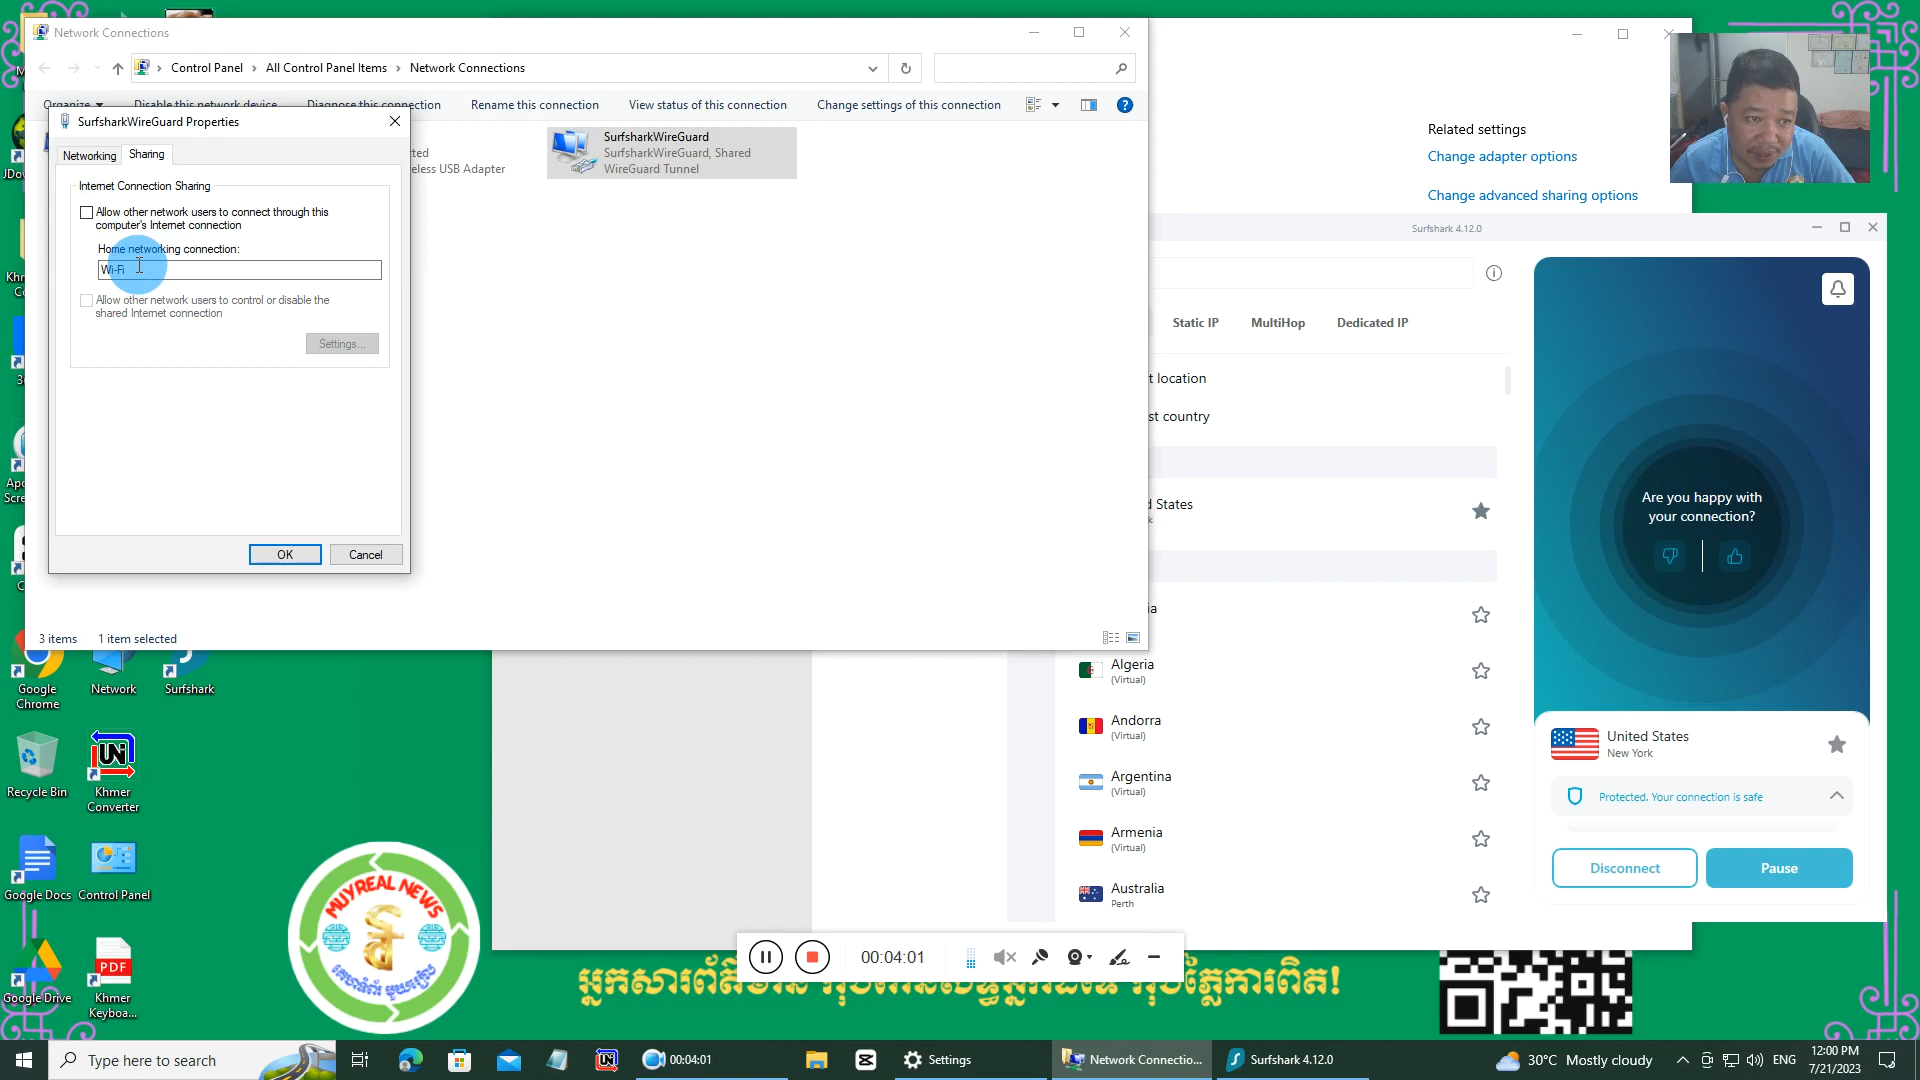 Network Connections
Control Panel
All Control Panel Items
Network Connections
Organize
Disable this network device
Diagnose this connection
Rename this connection
View status of this connection
Change settings of this connection
SurfsharkWireGuard Properties
Networking
Sharing
Internet Connection Sharing
Allow other network users to connect through this
computer's Internet connection
Home networking connection:
Wi-Fi
Allow other network users to control or disable the
shared Internet connection
Settings...
OK
Cancel
SurfsharkWireGuard
SurfsharkWireGuard, Shared
WireGuard Tunnel
USB Adapter
3 items
1 item selected
Related settings
Change adapter options
Change advanced sharing options
Surfshark 4.12.0
Static IP
MultiHop
Dedicated IP
location
country
States
Algeria
(Virtual)
Andorra
(Virtual)
Argentina
(Virtual)
Armenia
(Virtual)
Australia
Perth
Are you happy with
your connection?
United States
New York
Protected. Your connection is safe
Disconnect
Pause
Google
Chrome
Network
Surfshark
Recycle Bin
Khmer
Converter
Google Docs
Control Panel
Google Drive
PDF
Khmer
Keyboa...
MUYREAL NEWS
00:04:01
Type here to search
00:04:01
Settings
Network Connectio...
Surfshark 4.12.0
30°C Mostly cloudy
ENG
12:00 PM
7/21/2023